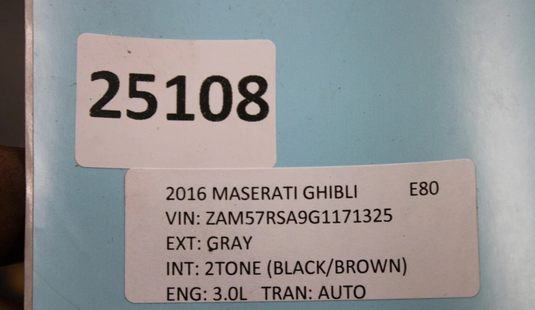 25108
2016 MASERATI GHIBLI E80
VIN: ZAM57RSA9G1171325
EXT: GRAY
INT: 2TONE (BLACK/BROWN)
ENG: 3.0L TRAN: AUTO